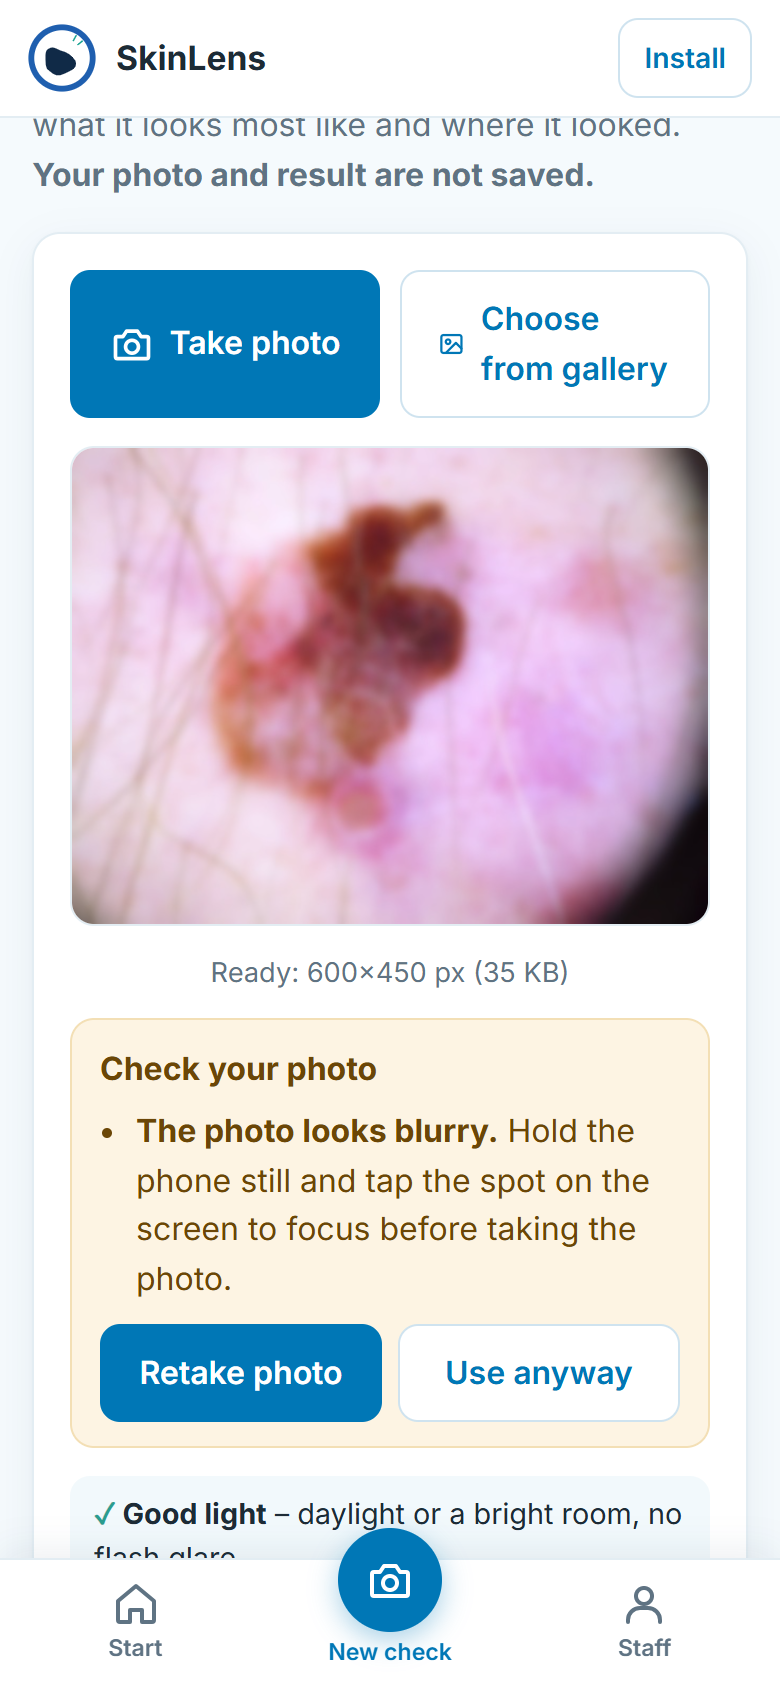 SkinLens
Install
what it looks most like and where it looked.
Your photo and result are not saved.
Take photo
Choose
from gallery
Ready: 600×450 px (35 KB)
Check your photo
• The photo looks blurry. Hold the
phone still and tap the spot on the
screen to focus before taking the
photo.
Retake photo
Use anyway
✓ Good light – daylight or a bright room, no
flash glare
Start
New check
Staff